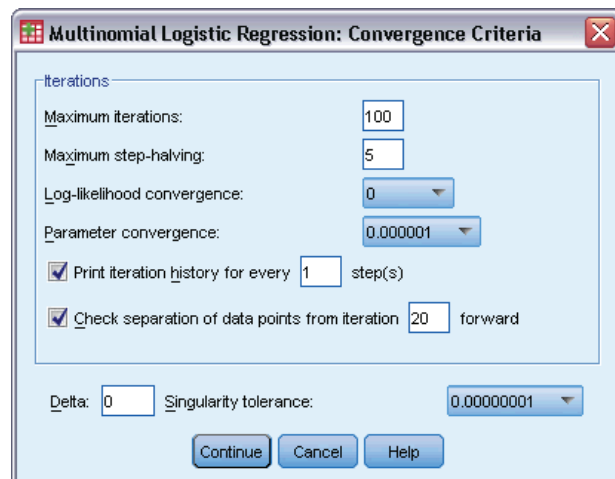 Multinomial Logistic Regression: Convergence Criteria
Iterations
Maximum iterations: 100
Maximum step-halving: 5
Log-likelihood convergence: 0
Parameter convergence: 0.000001
Print iteration history for every 1 step(s)
Check separation of data points from iteration 20 forward
Delta: 0 Singularity tolerance: 0.00000001
Continue Cancel Help